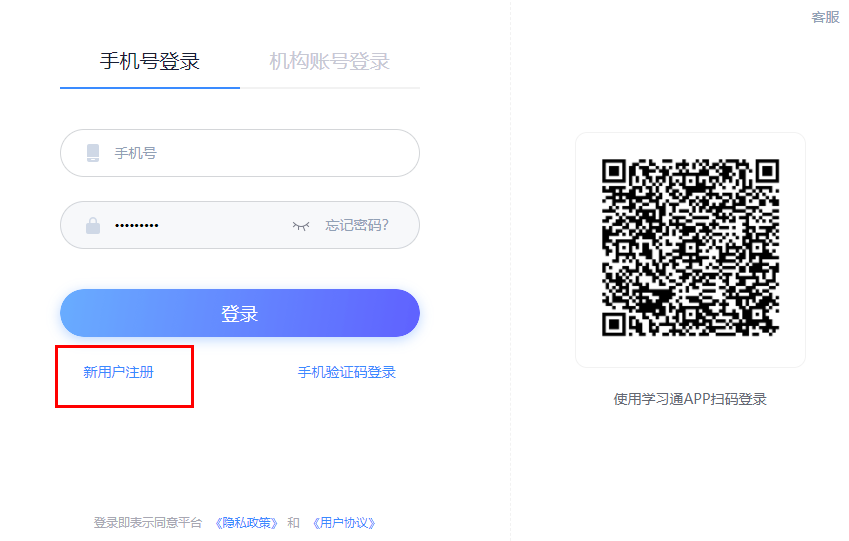 客服
手机号登录 机构账号登录
手机号
••••••••• 忘记密码?
登录
新用户注册 手机验证码登录
使用学习通APP扫码登录
登录即表示同意平台 《隐私政策》 和 《用户协议》